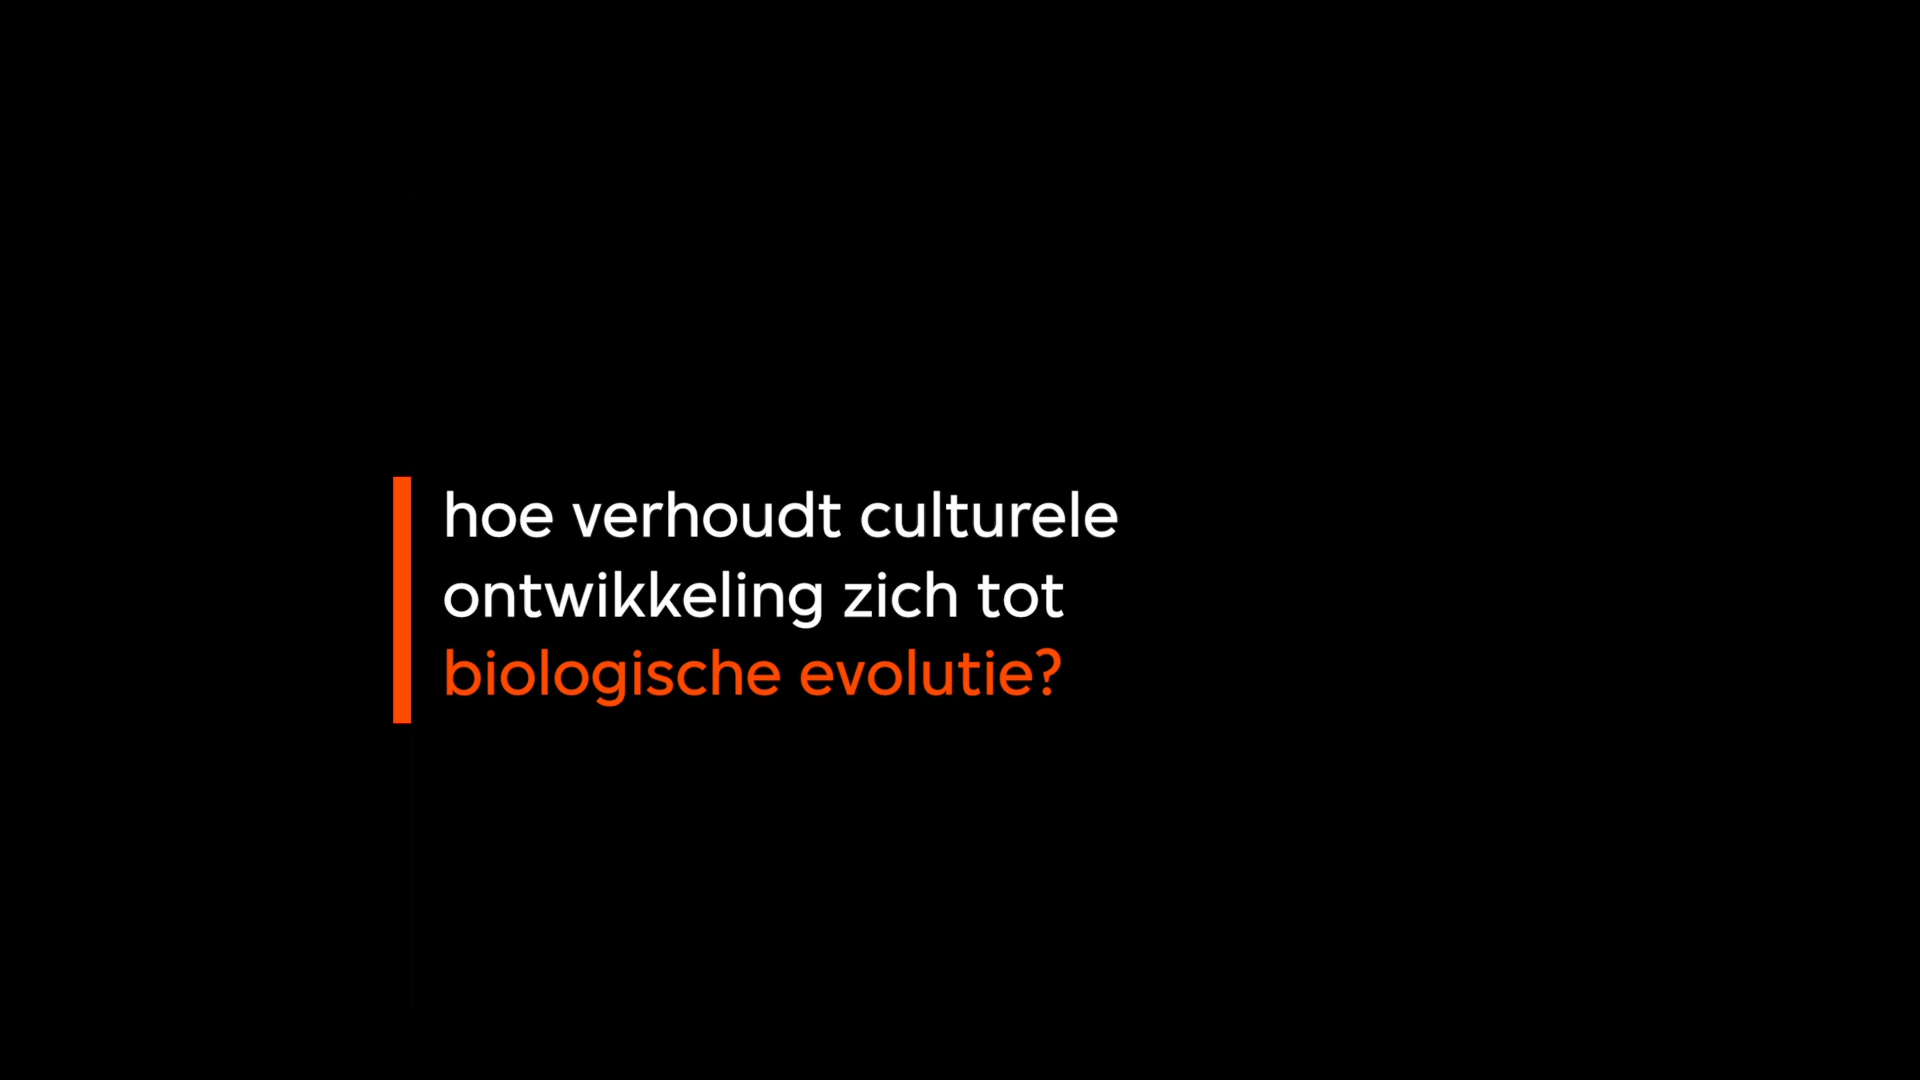 hoe verhoudt culturele
ontwikkeling zich tot
biologische evolutie?